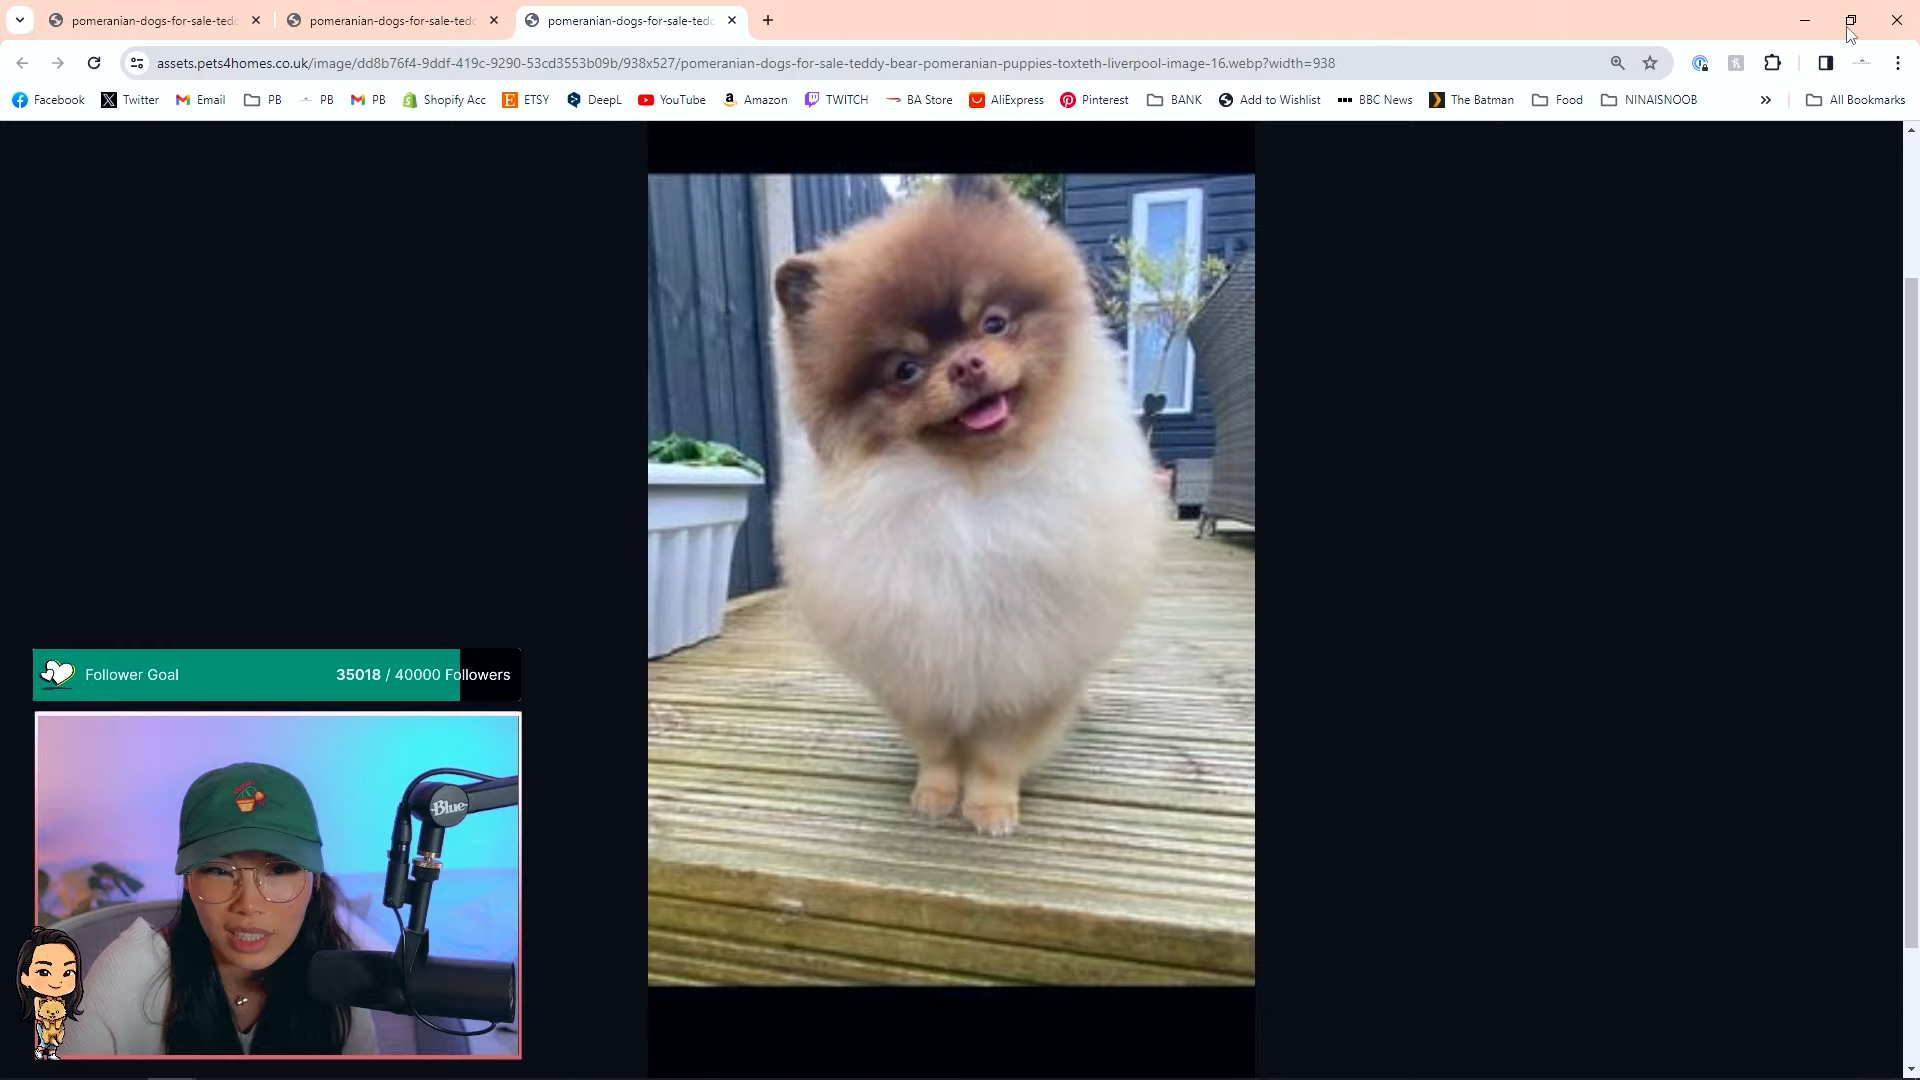 pomeranian-dogs-for-sale-tedd
pomeranian-dogs-for-sale-tedd
pomeranian-dogs-for-sale-tedd
assets.pets4homes.co.uk/image/dd8b76f4-9ddf-419c-9290-53cd3553b09b/938x527/pomeranian-dogs-for-sale-teddy-bear-pomeranian-puppies-toxteth-liverpool-image-16.webp?width=938
Facebook Twitter Email PB PB PB Shopify Acc ETSY DeepL YouTube Amazon TWITCH BA Store AliExpress Pinterest BANK Add to Wishlist BBC News The Batman Food NINAISNOOB » All Bookmarks
Follower Goal 35018 / 40000 Followers
Blue